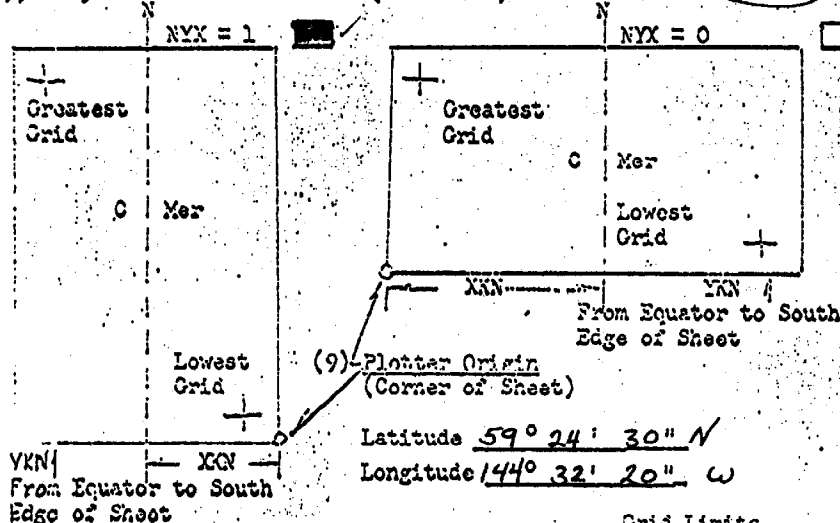 N
NYX = 1
Greatest
Grid
C Mer
Lowest
Grid
YKN
XKN
From Equator to South
Edge of Sheet
N
NYX = 0
Greatest
Grid
C Mer
Lowest
Grid
XKN
YKN
From Equator to South
Edge of Sheet
(9) Plotter Origin
(Corner of Sheet)
Latitude 59° 24' 30" N
Longitude 144° 32' 20" W
Grid Limits